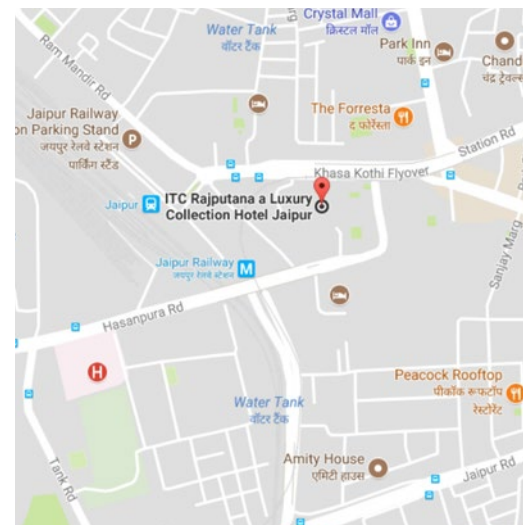 Crystal Mall
क्रिस्टल मॉल
Water Tank
वॉटर टैंक
Ram Mandir Rd
Park Inn
पार्क इन
Chand
चंद्र ट्रेवल्स
The Forresta
द फोर्रेस्ता
Jaipur Railway
on Parking Stand
जयपुर रेलवे स्टेशन
पार्किंग स्टैंड
P
Station Rd
Khasa Kothi Flyover
Jaipur
ITC Rajputana a Luxury
Collection Hotel Jaipur
Sanjay Marg
Jaipur Railway
जयपुर रेलवे स्टेशन
M
Hasanpura Rd
H
Peacock Rooftop
पीकॉक रूफटॉप
रेस्टोरेंट
Water Tank
वॉटर टैंक
Amity House
एमिटी हाउस
Jaipur Rd
Tank Rd